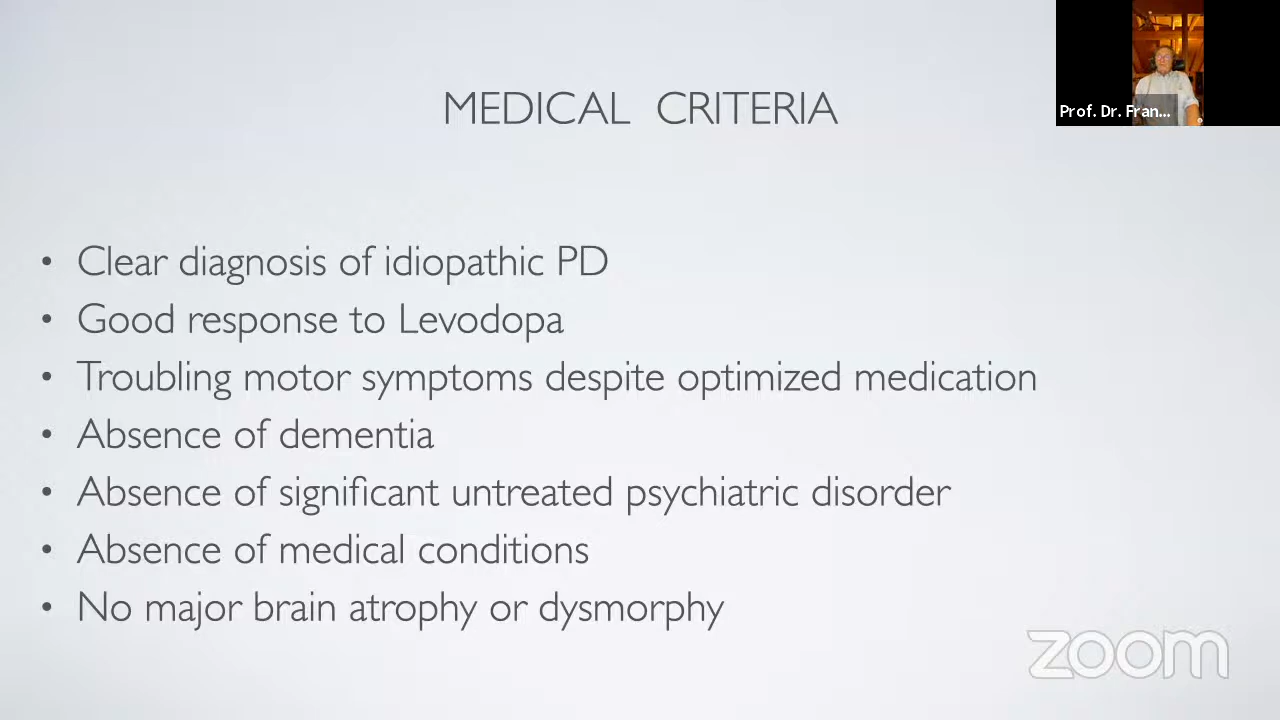 MEDICAL CRITERIA
Prof. Dr. Fran...
• Clear diagnosis of idiopathic PD
• Good response to Levodopa
• Troubling motor symptoms despite optimized medication
• Absence of dementia
• Absence of significant untreated psychiatric disorder
• Absence of medical conditions
• No major brain atrophy or dysmorphy
zoom